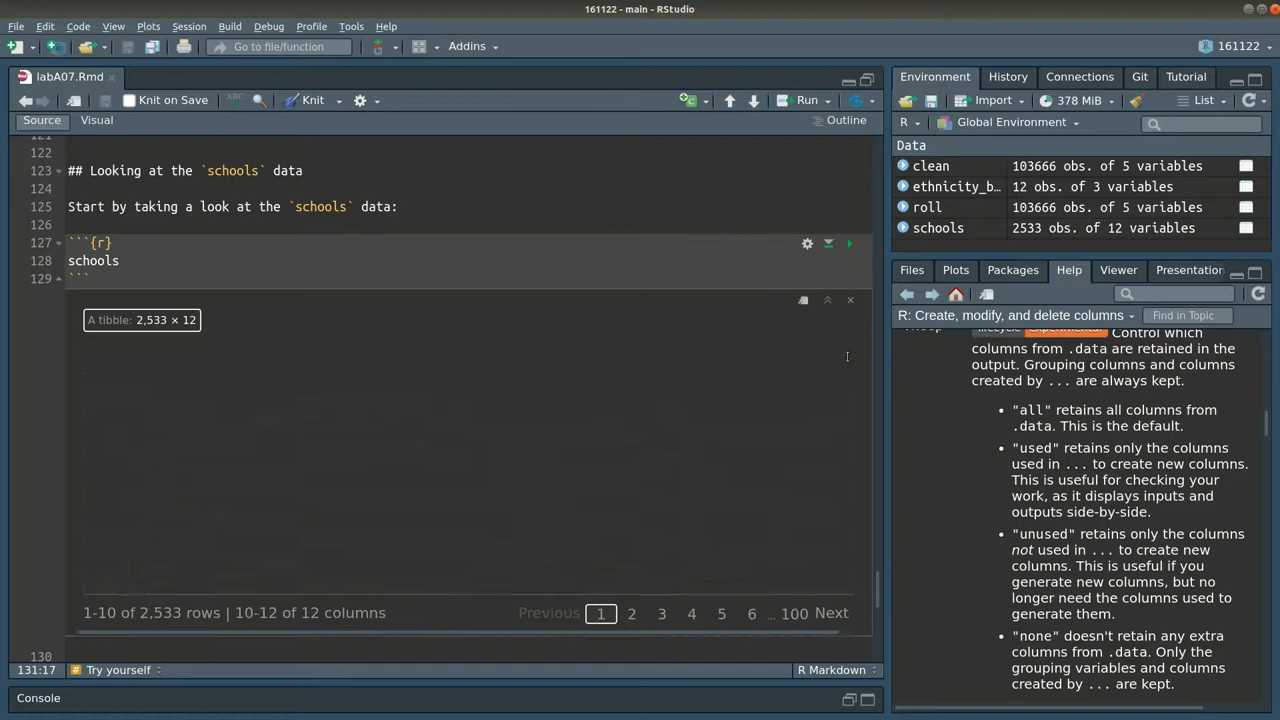 161122 - main - RStudio
File Edit Code View Plots Session Build Debug Profile Tools Help
Go to file/function Addins 161122
labA07.Rmd
Knit on Save Knit Run
Source Visual Outline
121
122
123 ## Looking at the `schools` data
124
125 Start by taking a look at the `schools` data:
126
127 ```{r}
128 schools
129 ```
A tibble: 2,533 × 12
1-10 of 2,533 rows | 10-12 of 12 columns Previous 1 2 3 4 5 6 ... 100 Next
130
131:17 # Try yourself R Markdown
Console
Environment History Connections Git Tutorial
Import 378 MiB List
R Global Environment
Data
clean 103666 obs. of 5 variables
ethnicity_b… 12 obs. of 3 variables
roll 103666 obs. of 5 variables
schools 2533 obs. of 12 variables
Files Plots Packages Help Viewer Presentation
R: Create, modify, and delete columns Find in Topic
lifecycle experimental Control which
columns from .data are retained in the
output. Grouping columns and columns
created by ... are always kept.
• "all" retains all columns from
.data. This is the default.
• "used" retains only the columns
used in ... to create new columns.
This is useful for checking your
work, as it displays inputs and
outputs side-by-side.
• "unused" retains only the columns
not used in ... to create new
columns. This is useful if you
generate new columns, but no
longer need the columns used to
generate them.
• "none" doesn't retain any extra
columns from .data. Only the
grouping variables and columns
created by ... are kept.